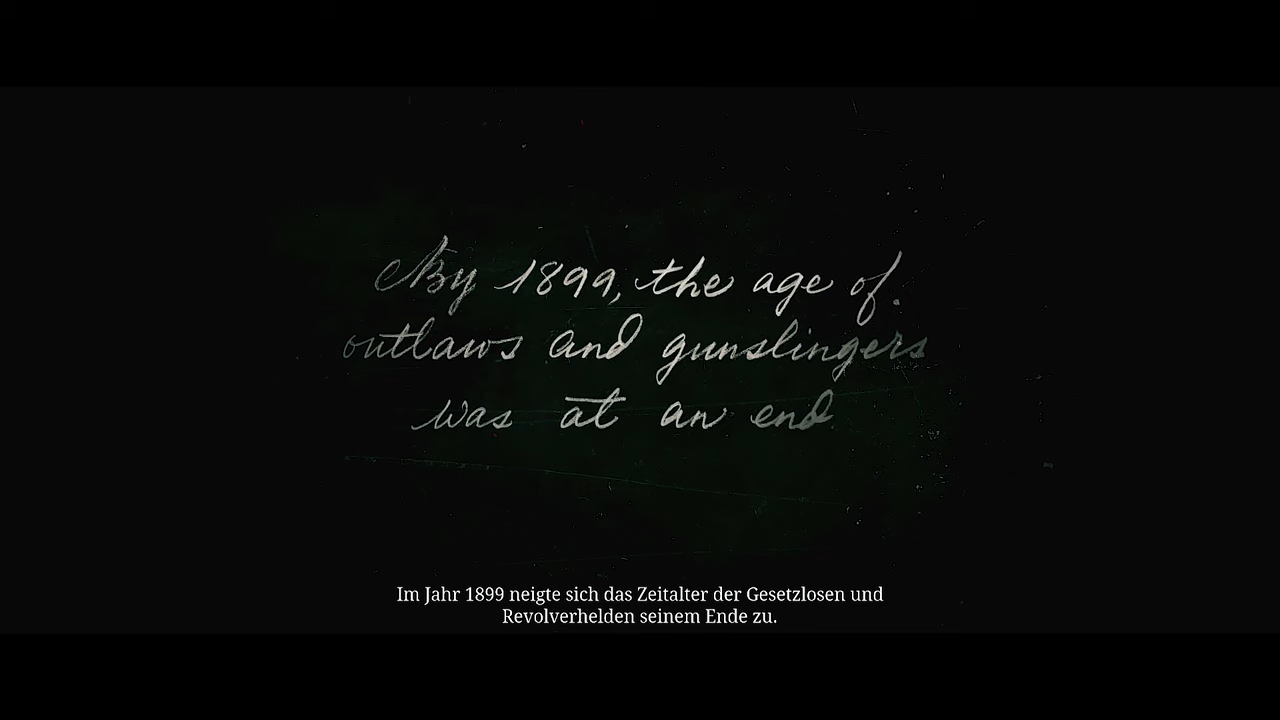 By 1899, the age of
outlaws and gunslingers
was at an end
Im Jahr 1899 neigte sich das Zeitalter der Gesetzlosen und
Revolverhelden seinem Ende zu.